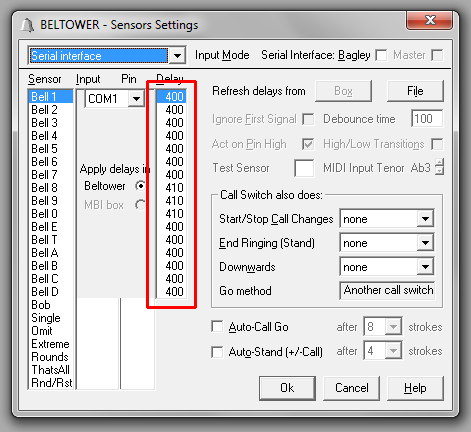 BELTOWER - Sensors Settings
Serial interface Input Mode Serial Interface: Bagley Master
Sensor Input Pin Delay
Bell 1 COM1 400
Bell 2 400
Bell 3 400
Bell 4 400
Bell 5 400
Bell 6 400
Bell 7 400
Bell 8 410
Bell 9 410
Bell 0 410
Bell E 400
Bell T 400
Bell A 400
Bell B 400
Bell C 400
Bell D 400
Bob
Single
Omit
Extreme
Rounds
ThatsAll
Rnd/Rst
Apply delays in
Beltower
MBI box
Refresh delays from Box File
Ignore First Signal Debounce time 100
Act on Pin High High/Low Transitions
Test Sensor MIDI Input Tenor Ab3
Call Switch also does:
Start/Stop Call Changes none
End Ringing (Stand) none
Downwards none
Go method Another call switch
Auto-Call Go after 8 strokes
Auto-Stand (+/-Call) after 4 strokes
Ok Cancel Help